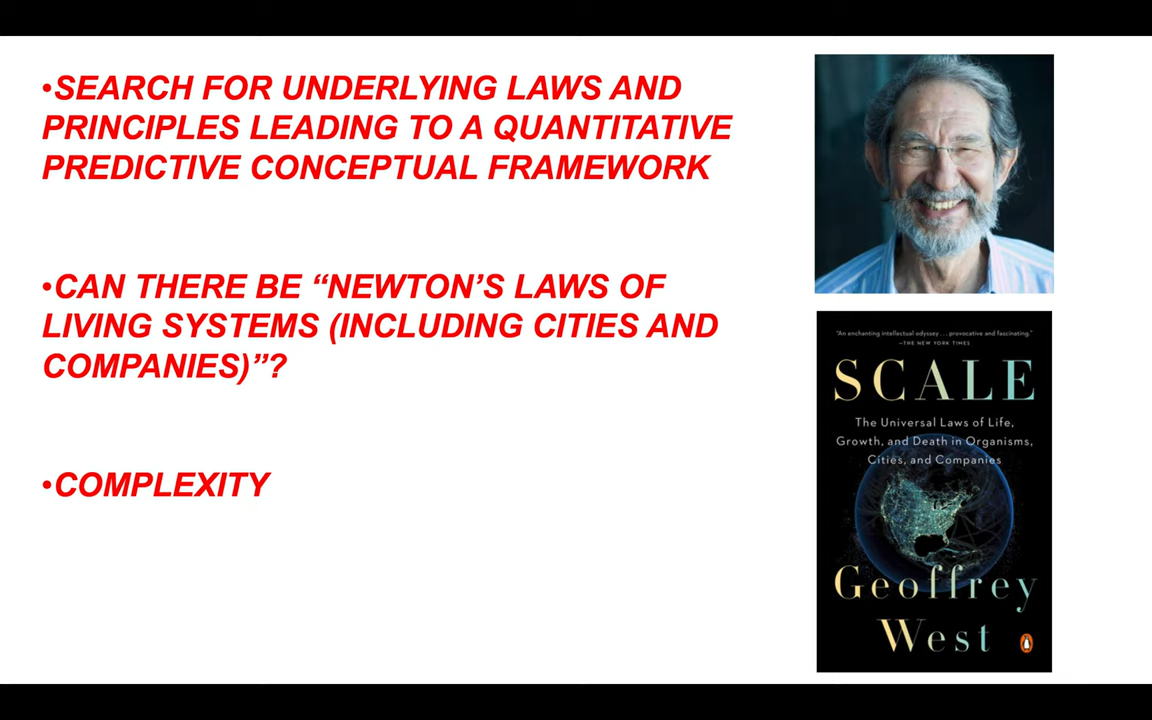 •SEARCH FOR UNDERLYING LAWS AND
PRINCIPLES LEADING TO A QUANTITATIVE
PREDICTIVE CONCEPTUAL FRAMEWORK
•CAN THERE BE “NEWTON’S LAWS OF
LIVING SYSTEMS (INCLUDING CITIES AND
COMPANIES)”?
•COMPLEXITY
“An enchanting intellectual odyssey . . . provocative and fascinating.”
—THE NEW YORK TIMES
SCALE
The Universal Laws of Life,
Growth, and Death in Organisms,
Cities, and Companies
Geoffrey
West